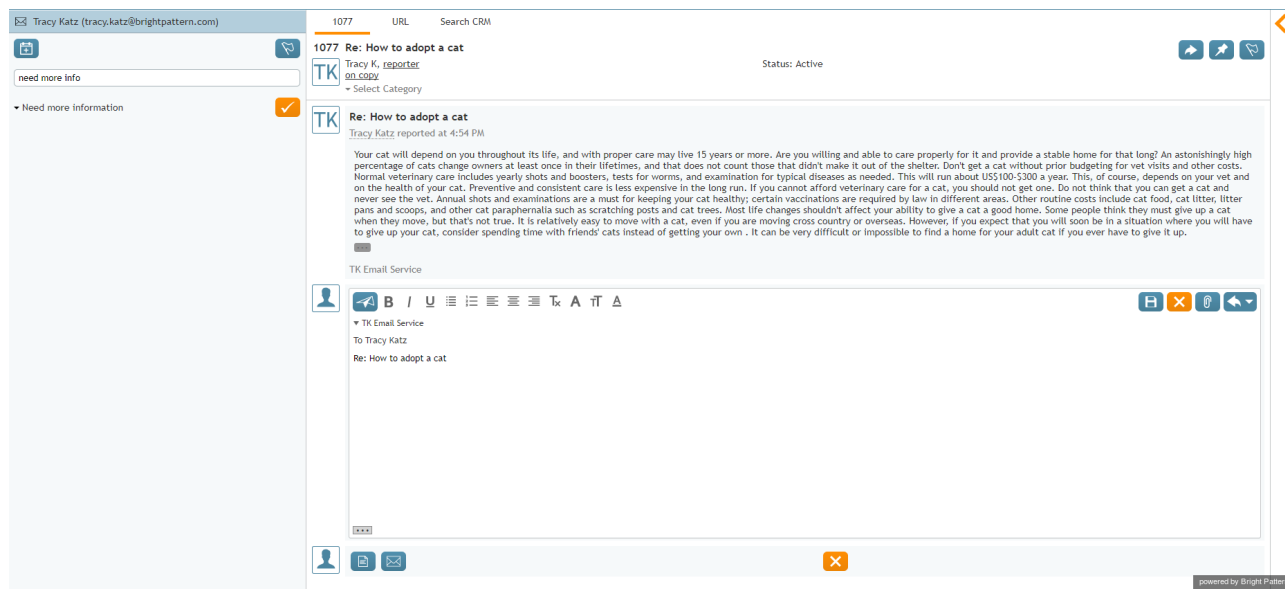 Tracy Katz (tracy.katz@brightpattern.com)
need more info
Need more information
1077 URL Search CRM
1077 Re: How to adopt a cat
TK
Tracy K, reporter
on copy
Select Category
Status: Active
TK
Re: How to adopt a cat
Tracy Katz reported at 4:54 PM
Your cat will depend on you throughout its life, and with proper care may live 15 years or more. Are you willing and able to care properly for it and provide a stable home for that long? An astonishingly high
percentage of cats change owners at least once in their lifetimes, and that does not count those that didn't make it out of the shelter. Don't get a cat without prior budgeting for vet visits and other costs.
Normal veterinary care includes yearly shots and boosters, tests for worms, and examination for typical diseases as needed. This will run about US$100-$300 a year. This, of course, depends on your vet and
on the health of your cat. Preventive and consistent care is less expensive in the long run. If you cannot afford veterinary care for a cat, you should not get one. Do not think that you can get a cat and
never see the vet. Annual shots and examinations are a must for keeping your cat healthy; certain vaccinations are required by law in different areas. Other routine costs include cat food, cat litter, litter
pans and scoops, and other cat paraphernalia such as scratching posts and cat trees. Most life changes shouldn't affect your ability to give a cat a good home. Some people think they must give up a cat
when they move, but that's not true. It is relatively easy to move with a cat, even if you are moving cross country or overseas. However, if you expect that you will soon be in a situation where you will have
to give up your cat, consider spending time with friends' cats instead of getting your own . It can be very difficult or impossible to find a home for your adult cat if you ever have to give it up.
TK Email Service
B I U Tx A TT A
TK Email Service
To Tracy Katz
Re: How to adopt a cat
powered by Bright Patter